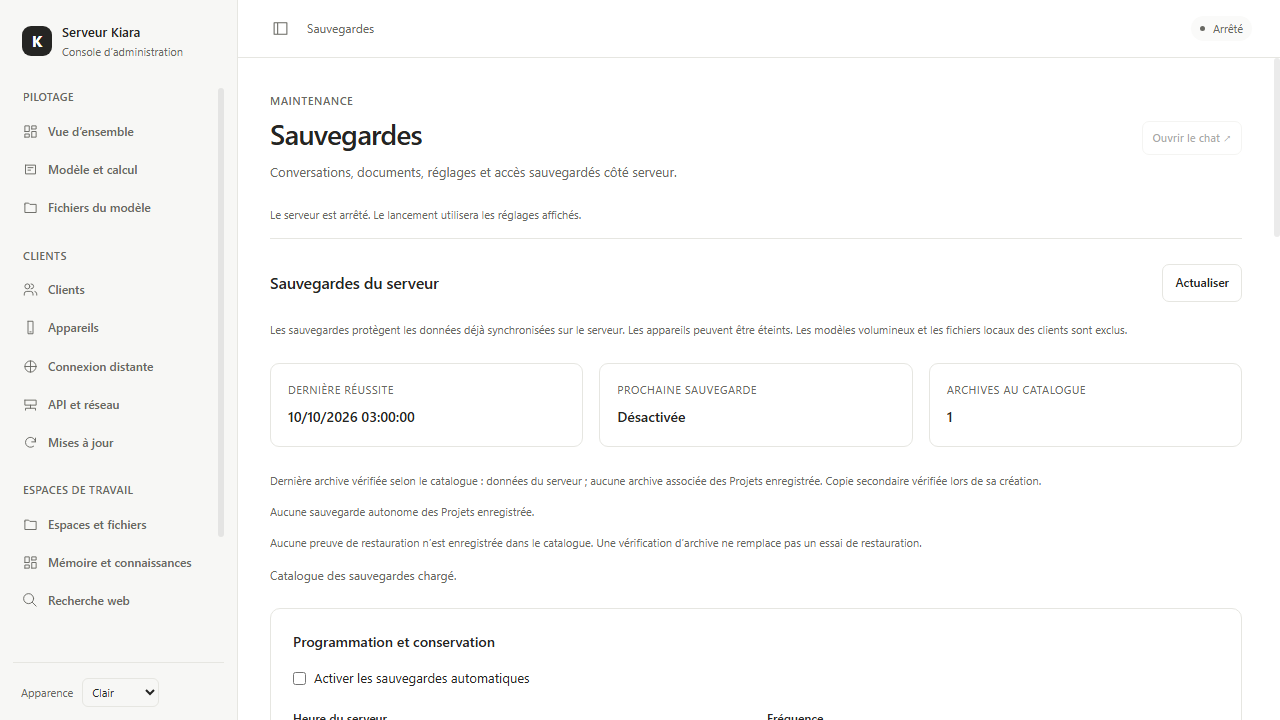 K
Serveur Kiara
Console d'administration
PILOTAGE
Vue d'ensemble
Modèle et calcul
Fichiers du modèle
CLIENTS
Clients
Appareils
Connexion distante
API et réseau
Mises à jour
ESPACES DE TRAVAIL
Espaces et fichiers
Mémoire et connaissances
Recherche web
Apparence
Clair
Sauvegardes
Arrêté
MAINTENANCE
Sauvegardes
Ouvrir le chat ↗
Conversations, documents, réglages et accès sauvegardés côté serveur.
Le serveur est arrêté. Le lancement utilisera les réglages affichés.
Sauvegardes du serveur
Actualiser
Les sauvegardes protègent les données déjà synchronisées sur le serveur. Les appareils peuvent être éteints. Les modèles volumineux et les fichiers locaux des clients sont exclus.
DERNIÈRE RÉUSSITE
10/10/2026 03:00:00
PROCHAINE SAUVEGARDE
Désactivée
ARCHIVES AU CATALOGUE
1
Dernière archive vérifiée selon le catalogue : données du serveur ; aucune archive associée des Projets enregistrée. Copie secondaire vérifiée lors de sa création.
Aucune sauvegarde autonome des Projets enregistrée.
Aucune preuve de restauration n'est enregistrée dans le catalogue. Une vérification d'archive ne remplace pas un essai de restauration.
Catalogue des sauvegardes chargé.
Programmation et conservation
Activer les sauvegardes automatiques
Heure du serveur
Fréquence